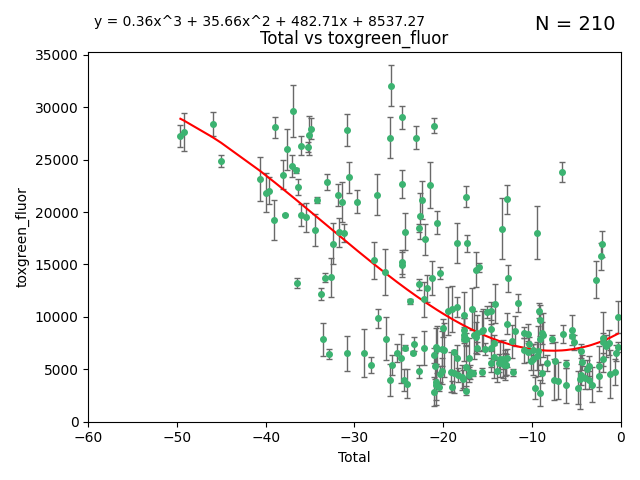 y = 0.36x^3 + 35.66x^2 + 482.71x + 8537.27
N = 210
Total vs toxgreen_fluor
35000
30000
25000
20000
15000
10000
5000
0
toxgreen_fluor
−60 −50 −40 −30 −20 −10 0
Total